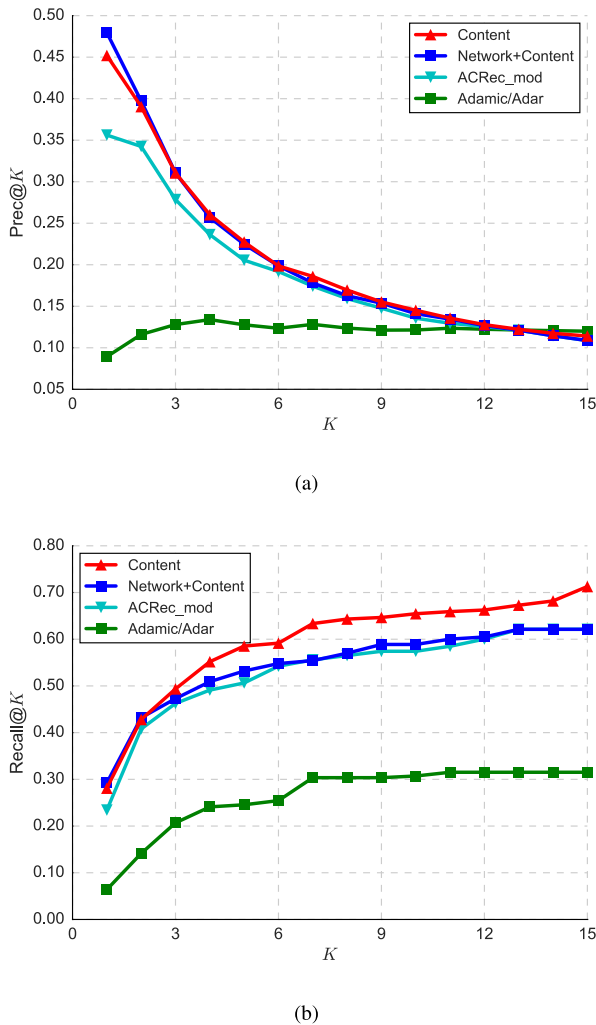 0.50
0.45
0.40
0.35
0.30
0.25
0.20
0.15
0.10
0.05
Prec@K
Content
Network+Content
ACRec_mod
Adamic/Adar
0 3 6 9 12 15
K
(a)
0.80
0.70
0.60
0.50
0.40
0.30
0.20
0.10
0.00
Recall@K
Content
Network+Content
ACRec_mod
Adamic/Adar
0 3 6 9 12 15
K
(b)